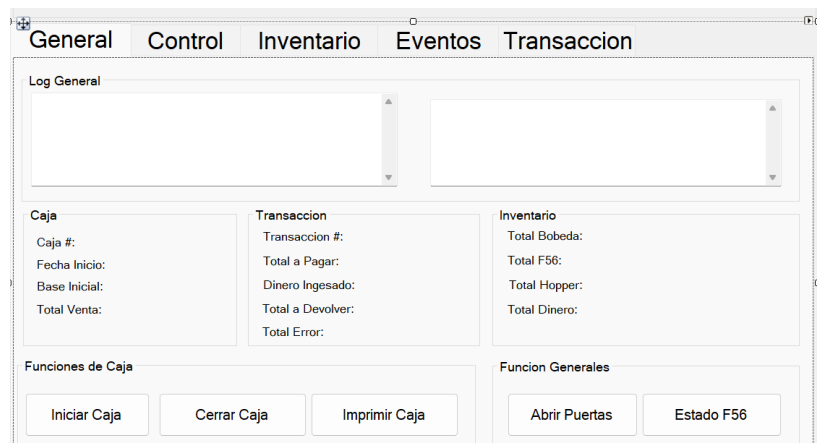 General Control Inventario Eventos Transaccion
Log General
Caja
Caja #:
Fecha Inicio:
Base Inicial:
Total Venta:
Transaccion
Transaccion #:
Total a Pagar:
Dinero Ingesado:
Total a Devolver:
Total Error:
Inventario
Total Bobeda:
Total F56:
Total Hopper:
Total Dinero:
Funciones de Caja
Iniciar Caja Cerrar Caja Imprimir Caja
Funcion Generales
Abrir Puertas Estado F56